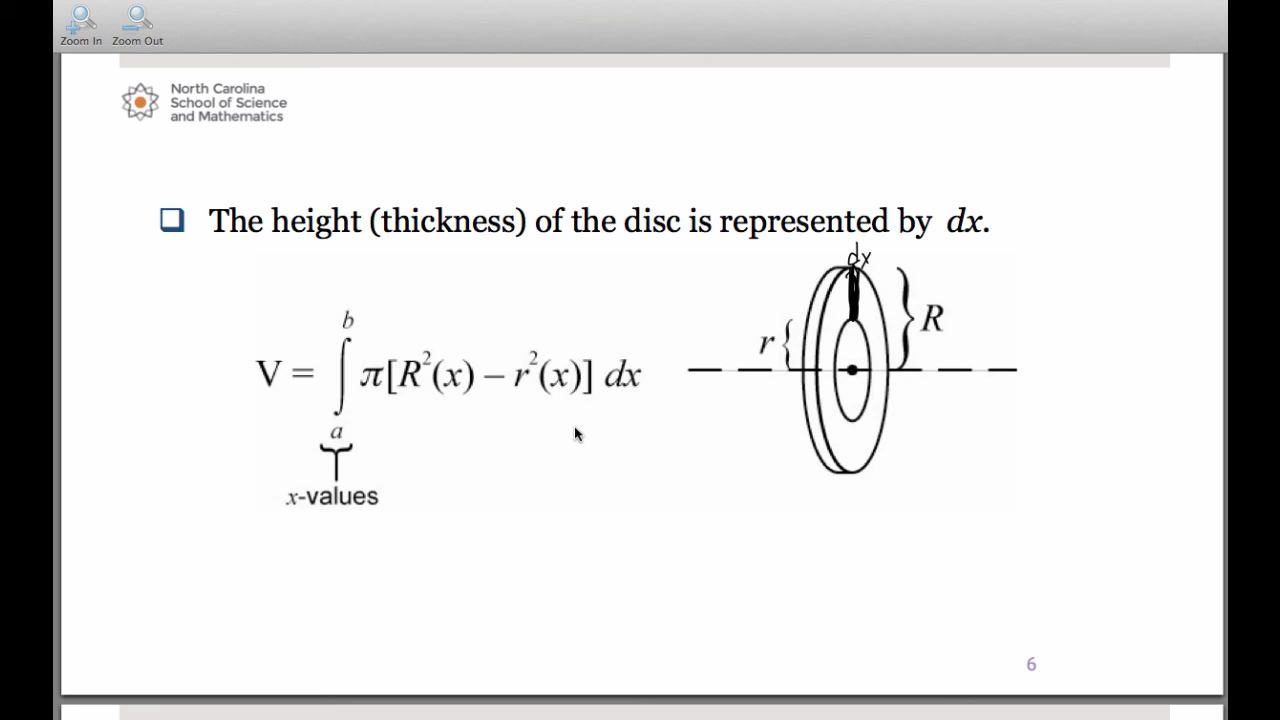 Zoom In Zoom Out
North Carolina
School of Science
and Mathematics
The height (thickness) of the disc is represented by dx.
dx
b
r { } R
V = ∫ π[R²(x) – r²(x)] dx
a
x-values
6